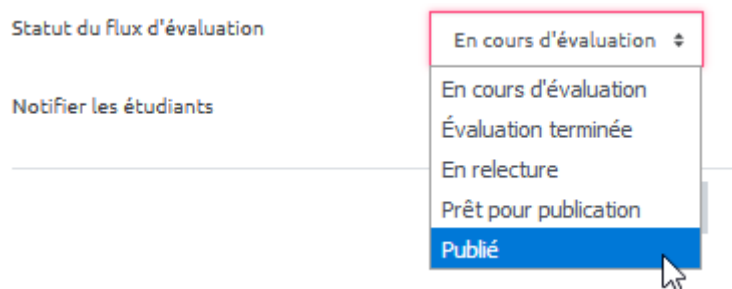 Statut du flux d'évaluation
En cours d'évaluation
Notifier les étudiants
En cours d'évaluation
Évaluation terminée
En relecture
Prêt pour publication
Publié